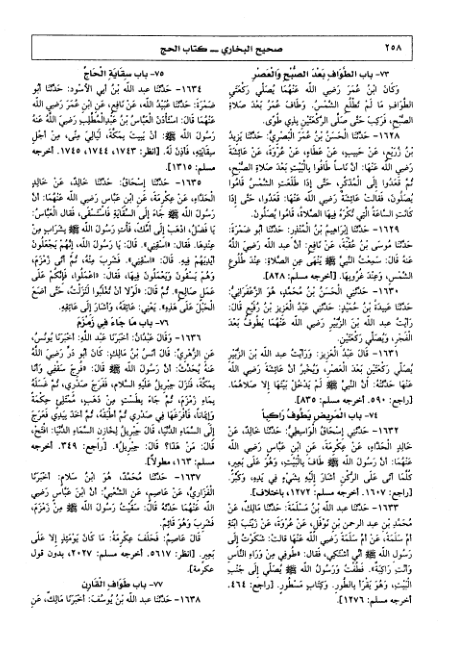 ٢٥٨
صحيح البخاري ــ كتاب الحج
٧٣- باب الطَّوَافِ بَعْدَ الصُّبْحِ وَالعَصْرِ
وَكَانَ ابْنُ عُمَرَ رَضِيَ اللهُ عَنْهُمَا يُصَلِّي رَكْعَتَيِ
الطَّوَافِ مَا لَمْ تَطْلُعِ الشَّمْسُ. وَطَافَ عُمَرُ بَعْدَ صَلاةِ
الصُّبْحِ، فَرَكِبَ حَتَّى صَلَّى الرَّكْعَتَيْنِ بِذِي طُوًى.
١٦٢٨- حَدَّثَنَا الْحَسَنُ بْنُ عُمَرَ الْبَصْرِيُّ: حَدَّثَنَا يَزِيدُ
بْنُ زُرَيْعٍ، عَنْ حَبِيبٍ، عَنْ عَطَاءٍ، عَنْ عُرْوَةَ، عَنْ عَائِشَةَ
رَضِيَ اللهُ عَنْهَا: أَنَّ نَاساً طَافُوا بِالْبَيْتِ بَعْدَ صَلاةِ الصُّبْحِ،
ثُمَّ قَعَدُوا إِلَى الْمُذَكِّرِ، حَتَّى إِذَا طَلَعَتِ الشَّمْسُ قَامُوا
يُصَلُّونَ، فَقَالَتْ عَائِشَةُ رَضِيَ اللهُ عَنْهَا: قَعَدُوا، حَتَّى إِذَا
كَانَتِ السَّاعَةُ الَّتِي تُكْرَهُ فِيهَا الصَّلاةُ، قَامُوا يُصَلُّونَ.
١٦٢٩- حَدَّثَنَا إِبْرَاهِيمُ بْنُ الْمُنْذِرِ: حَدَّثَنَا أَبُو ضَمْرَةَ:
حَدَّثَنَا مُوسَى بْنُ عُقْبَةَ، عَنْ نَافِعٍ: أَنَّ عبد الله رَضِيَ اللهُ
عَنْهُ قَالَ: سَمِعْتُ النَّبِيَّ ﷺ يَنْهَى عَنِ الصَّلاةِ: عِنْدَ طُلُوعِ
الشَّمْسِ، وَعِنْدَ غُرُوبِهَا. [أخرجه مسلم: ٨٢٨].
١٦٣٠- حَدَّثَنِي الْحَسَنُ بْنُ مُحَمَّدٍ، هُوَ الزَّعْفَرَانِيُّ:
حَدَّثَنَا عَبِيدَةُ بْنُ حُمَيْدٍ: حَدَّثَنِي عَبْدُ الْعَزِيزِ بْنُ رُفَيْعٍ قَالَ:
رَأَيْتُ عبد الله بْنَ الزُّبَيْرِ رَضِيَ اللهُ عَنْهُمَا يَطُوفُ بَعْدَ
الْفَجْرِ، وَيُصَلِّي رَكْعَتَيْنِ.
١٦٣١- قَالَ عَبْدُ الْعَزِيزِ: وَرَأَيْتُ عبد الله بْنَ الزُّبَيْرِ
يُصَلِّي رَكْعَتَيْنِ بَعْدَ الْعَصْرِ، وَيُخْبِرُ أَنَّ عَائِشَةَ رَضِيَ اللهُ
عَنْهَا حَدَّثَتْهُ: أَنَّ النَّبِيَّ ﷺ لَمْ يَدْخُلْ بَيْتَهَا إِلا صَلاهُمَا.
[راجع: ٥٩٠. أخرجه مسلم: ٨٣٥].
٧٤- باب الْمَرِيضِ يَطُوفُ رَاكِباً
١٦٣٢- حَدَّثَنِي إِسْحَاقُ الْوَاسِطِيُّ: حَدَّثَنَا خَالِدٌ، عَنْ
خَالِدٍ الْحَذَّاءِ، عَنْ عِكْرِمَةَ، عَنِ ابْنِ عَبَّاسٍ رَضِيَ اللهُ
عَنْهُمَا: أَنَّ رَسُولَ اللهِ ﷺ طَافَ بِالْبَيْتِ، وَهُوَ عَلَى بَعِيرٍ،
كُلَّمَا أَتَى عَلَى الرُّكْنِ أَشَارَ إِلَيْهِ بِشَيْءٍ فِي يَدِهِ، وَكَبَّرَ.
[راجع: ١٦٠٧. أخرجه مسلم: ١٢٧٢، باختلاف].
١٦٣٣- حَدَّثَنَا عبد الله بْنُ مَسْلَمَةَ: حَدَّثَنَا مَالِكٌ، عَنْ
مُحَمَّدِ بْنِ عبد الرحمن بْنِ نَوْفَلٍ، عَنْ عُرْوَةَ، عَنْ زَيْنَبَ ابْنَةِ
أُمِّ سَلَمَةَ، عَنْ أُمِّ سَلَمَةَ رَضِيَ اللهُ عَنْهَا قَالَتْ: شَكَوْتُ إِلَى
رَسُولِ اللهِ ﷺ أَنِّي أَشْتَكِي، فَقَالَ: «طُوفِي مِنْ وَرَاءِ النَّاسِ
وَأَنْتِ رَاكِبَةٌ». فَطُفْتُ وَرَسُولُ اللهِ ﷺ يُصَلِّي إِلَى جَنْبِ
الْبَيْتِ، وَهُوَ يَقْرَأُ بِالطُّورِ. وَكِتَابٍ مَسْطُورٍ. [راجع: ٤٦٤.
أخرجه مسلم: ١٢٧٦].
٧٥- باب سِقَايَةِ الْحَاجِّ
١٦٣٤- حَدَّثَنَا عبد الله بْنُ أَبِي الأَسْوَدِ: حَدَّثَنَا أَبُو
ضَمْرَةَ: حَدَّثَنَا عُبَيْدُ اللهِ، عَنْ نَافِعٍ، عَنِ ابْنِ عُمَرَ رَضِيَ اللهُ
عَنْهُمَا قَالَ: اسْتَأْذَنَ الْعَبَّاسُ بْنُ عَبْدِالْمُطَّلِبِ رَضِيَ اللهُ عَنْهُ
رَسُولَ اللهِ ﷺ: أَنْ يَبِيتَ بِمَكَّةَ، لَيَالِيَ مِنًى، مِنْ أَجْلِ
سِقَايَتِهِ، فَأَذِنَ لَهُ. [انظر: ١٧٤٣، ١٧٤٤، ١٧٤٥. أخرجه
مسلم: ١٣١٥].
١٦٣٥- حَدَّثَنَا إِسْحَاقُ: حَدَّثَنَا خَالِدٌ، عَنْ خَالِدٍ
الْحَذَّاءِ، عَنْ عِكْرِمَةَ، عَنِ ابْنِ عَبَّاسٍ رَضِيَ اللهُ عَنْهُمَا: أَنَّ
رَسُولَ اللهِ ﷺ جَاءَ إِلَى السِّقَايَةِ فَاسْتَسْقَى، فَقَالَ الْعَبَّاسُ:
يَا فَضْلُ، اذْهَبْ إِلَى أُمِّكَ، فَأْتِ رَسُولَ اللهِ ﷺ بِشَرَابٍ مِنْ
عِنْدِهَا. فَقَالَ: «اسْقِنِي». قَالَ: يَا رَسُولَ اللهِ، إِنَّهُمْ يَجْعَلُونَ
أَيْدِيَهُمْ فِيهِ. قَالَ: «اسْقِنِي». فَشَرِبَ مِنْهُ، ثُمَّ أَتَى زَمْزَمَ،
وَهُمْ يَسْقُونَ وَيَعْمَلُونَ فِيهَا، فَقَالَ: «اعْمَلُوا، فَإِنَّكُمْ عَلَى
عَمَلٍ صَالِحٍ». ثُمَّ قَالَ: «لَوْلا أَنْ تُغْلَبُوا لَنَزَلْتُ، حَتَّى أَضَعَ
الْحَبْلَ عَلَى هَذِهِ». يَعْنِي: عَاتِقَهُ، وَأَشَارَ إِلَى عَاتِقِهِ.
٧٦- باب مَا جَاءَ فِي زَمْزَمَ
١٦٣٦- وَقَالَ عَبْدَانُ: أَخْبَرَنَا عَبْدُ اللهِ: أَخْبَرَنَا يُونُسُ،
عَنِ الزُّهْرِيِّ: قَالَ أَنَسُ بْنُ مَالِكٍ: كَانَ أَبُو ذَرٍّ رَضِيَ اللهُ
عَنْهُ يُحَدِّثُ: أَنَّ رَسُولَ اللهِ ﷺ قَالَ: «فُرِجَ سَقْفِي وَأَنَا
بِمَكَّةَ، فَنَزَلَ جِبْرِيلُ عَلَيْهِ السَّلام، فَفَرَجَ صَدْرِي، ثُمَّ غَسَلَهُ
بِمَاءِ زَمْزَمَ، ثُمَّ جَاءَ بِطَسْتٍ مِنْ ذَهَبٍ، مُمْتَلِئٍ حِكْمَةً
وَإِيمَاناً، فَأَفْرَغَهَا فِي صَدْرِي ثُمَّ أَطْبَقَهُ، ثُمَّ أَخَذَ بِيَدِي فَعَرَجَ
إِلَى السَّمَاءِ الدُّنْيَا، قَالَ جِبْرِيلُ لِخَازِنِ السَّمَاءِ الدُّنْيَا: افْتَحْ،
قَالَ: مَنْ هَذَا؟ قَالَ: جِبْرِيلُ». [راجع: ٣٤٩. أخرجه
مسلم: ١٦٣، مطولاً].
١٦٣٧- حَدَّثَنَا مُحَمَّدٌ، هُوَ ابْنُ سَلامٍ: أَخْبَرَنَا
الْفَزَارِيُّ، عَنْ عَاصِمٍ، عَنِ الشَّعْبِيِّ: أَنَّ ابْنَ عَبَّاسٍ رَضِيَ
اللهُ عَنْهُمَا حَدَّثَهُ قَالَ: سَقَيْتُ رَسُولَ اللهِ ﷺ مِنْ زَمْزَمَ،
فَشَرِبَ وَهُوَ قَائِمٌ.
قَالَ عَاصِمٌ: فَحَلَفَ عِكْرِمَةُ: مَا كَانَ يَوْمَئِذٍ إِلا عَلَى
بَعِيرٍ. [انظر: ٥٦١٧. أخرجه مسلم: ٢٠٢٧، بدون قول
عكرمة].
٧٧- باب طَوَافِ الْقَارِنِ
١٦٣٨- حَدَّثَنَا عبد الله بْنُ يُوسُفَ: أَخْبَرَنَا مَالِكٌ، عَنِ